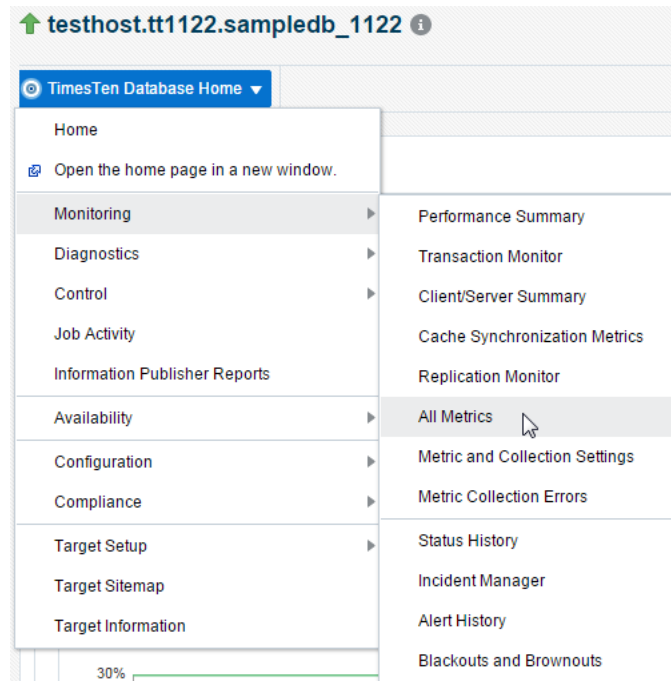 testhost.tt1122.sampledb_1122
TimesTen Database Home
Home
Open the home page in a new window.
Monitoring
Diagnostics
Control
Job Activity
Information Publisher Reports
Availability
Configuration
Compliance
Target Setup
Target Sitemap
Target Information
Performance Summary
Transaction Monitor
Client/Server Summary
Cache Synchronization Metrics
Replication Monitor
All Metrics
Metric and Collection Settings
Metric Collection Errors
Status History
Incident Manager
Alert History
Blackouts and Brownouts
30%